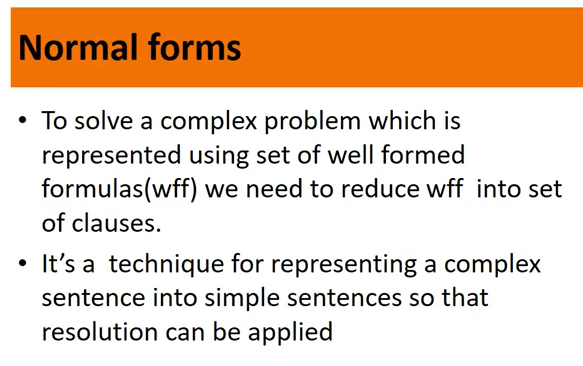 Normal forms
• To solve a complex problem which is
represented using set of well formed
formulas(wff) we need to reduce wff into set
of clauses.
• It's a technique for representing a complex
sentence into simple sentences so that
resolution can be applied